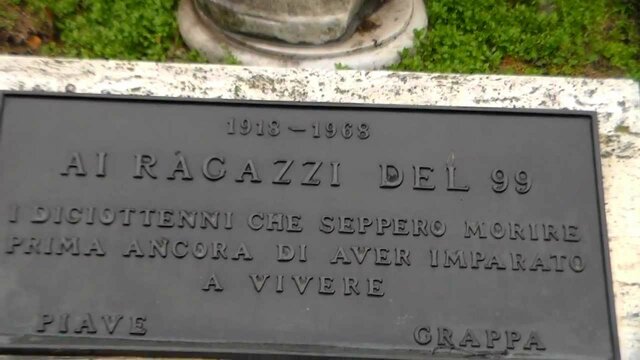 1918 - 1968
AI RAGAZZI DEL 99
I DICIOTTENNI CHE SEPPERO MORIRE
PRIMA ANCORA DI AVER IMPARATO
A VIVERE
PIAVE GRAPPA